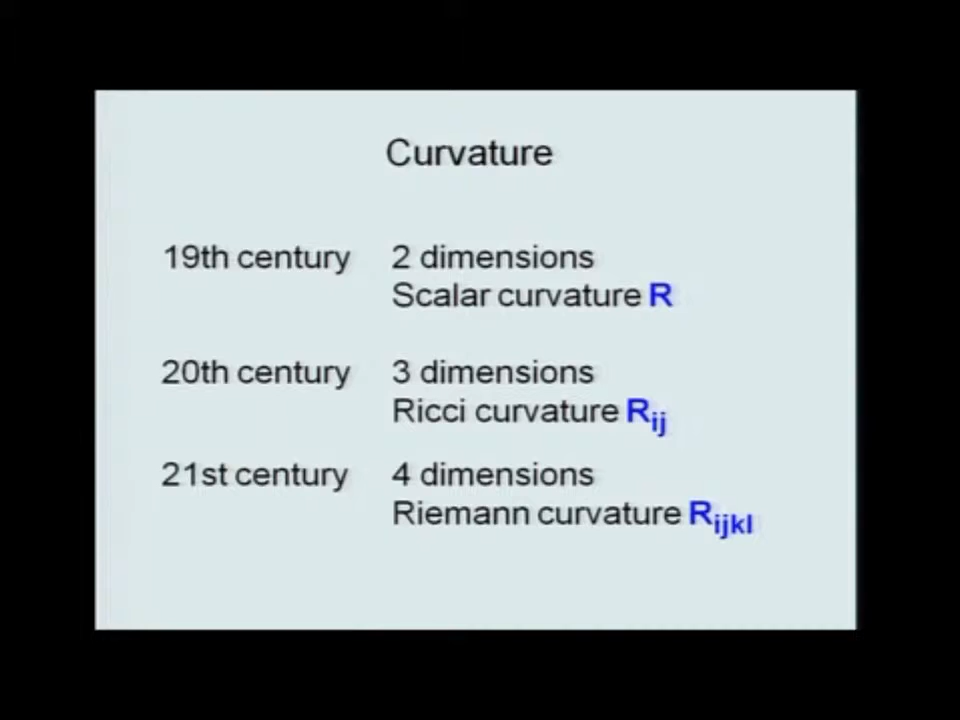 Curvature
19th century 2 dimensions
Scalar curvature R
20th century 3 dimensions
Ricci curvature Rij
21st century 4 dimensions
Riemann curvature Rijkl